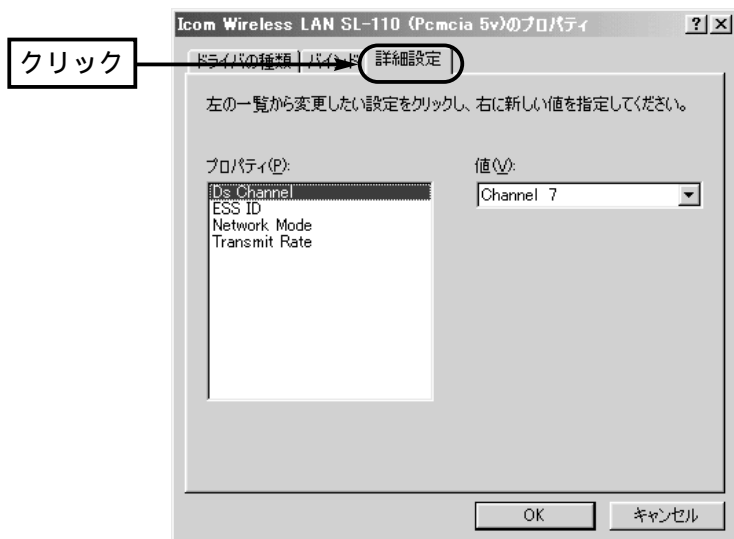 Icom Wireless LAN SL-110 (Pcmcia 5v)のプロパティ
クリック
ドライバの種類 バインド 詳細設定
左の一覧から変更したい設定をクリックし、右に新しい値を指定してください。
プロパティ(P): 値(V):
Ds Channel Channel 7
ESS ID
Network Mode
Transmit Rate
OK キャンセル